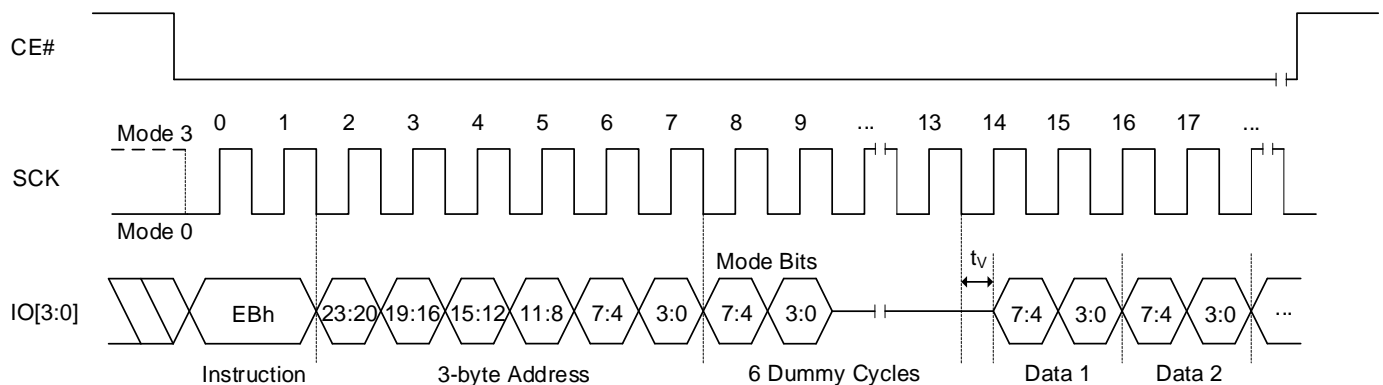 CE#
0 1 2 3 4 5 6 7 8 9 ... 13 14 15 16 17 ...
Mode 3
SCK
Mode 0
Mode Bits
tV
IO[3:0]
EBh 23:20 19:16 15:12 11:8 7:4 3:0 7:4 3:0 7:4 3:0 7:4 3:0 ...
Instruction 3-byte Address 6 Dummy Cycles Data 1 Data 2